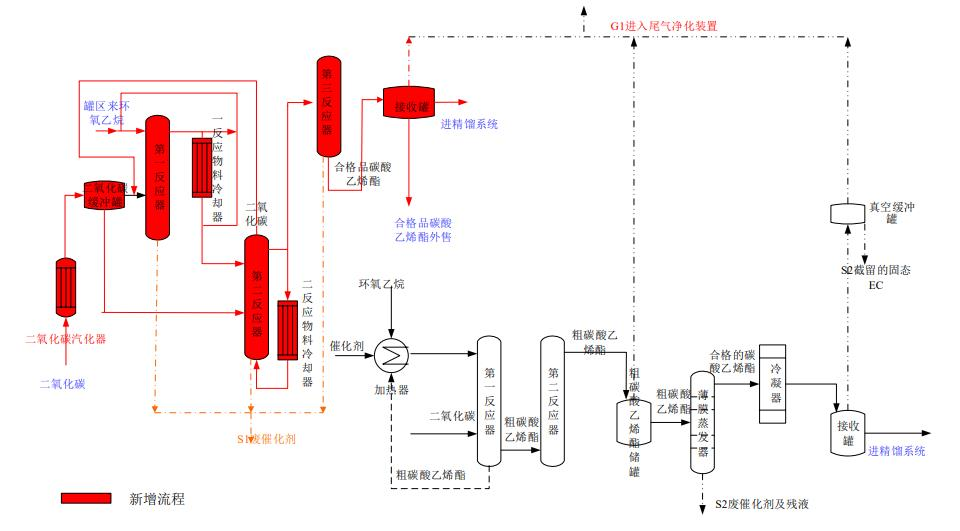 G1进入尾气净化装置
罐区来环
氧乙烷
第一反应器
一反应物料冷却器
第三反应器
接收罐
进精馏系统
合格品碳酸
乙烯酯
二氧化碳
缓冲罐
二氧
化碳
合格品碳酸
乙烯酯外售
真空缓冲
罐
S2截留的固态
EC
第二反应器
二反应物料冷却器
二氧化碳汽化器
二氧化碳
环氧乙烷
催化剂
加热器
第一反应器
第二反应器
粗碳酸乙
烯酯
二氧化碳
粗碳酸
乙烯酯
粗碳酸乙烯酯
粗碳酸乙烯酯储罐
粗碳酸
乙烯酯
薄膜蒸发器
合格的碳
酸乙烯酯
冷凝器
接收
罐
进精馏系统
S1废催化剂
S2废催化剂及残液
新增流程